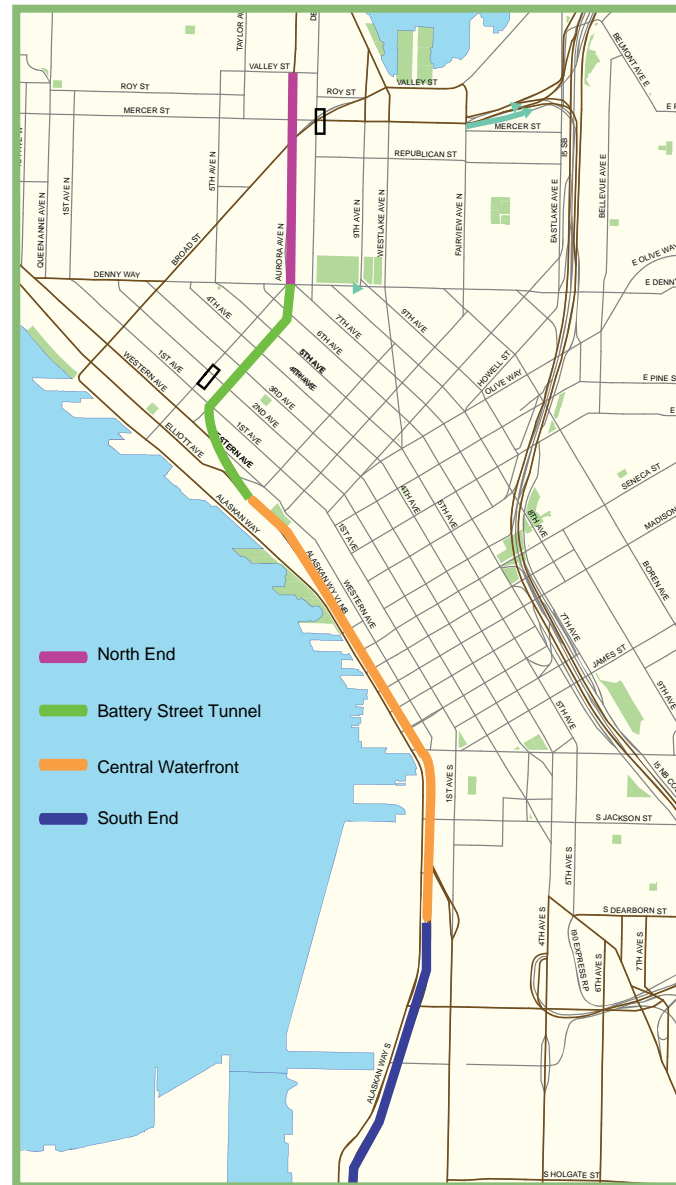 TAYLOR AV
DE
BELMONT AVE E
VALLEY ST
VALLEY ST
ROY ST
ROY ST
MERCER ST
MERCER ST
E R
REPUBLICAN ST
I5 SB
QUEEN ANNE AVE N
1ST AVE N
5TH AVE N
AURORA AVE N
9TH AVE N
WESTLAKE AVE N
FAIRVIEW AVE N
EASTLAKE AVE E
BELLEVUE AVE E
BROAD ST
E OLIVE WAY
DENNY WAY
E DENN
4TH AVE
7TH AVE
9TH AVE
6TH AVE
5TH AVE
4TH AVE
3RD AVE
2ND AVE
1ST AVE
1ST AVE
WESTERN AVE
ELLIOTT AVE
ESTERN AVE
HOWELL ST
OLIVE WAY
E PINE S
E
ALASKAN WAY
SENECA ST
MADISON
4TH AVE
5TH AVE
8TH AVE
1ST AVE
ALASKAN WY VI NB
WESTERN AVE
BOREN AVE
7TH AVE
JAMES ST
9TH AVE
5TH AVE
North End
Battery Street Tunnel
Central Waterfront
South End
I5 NB CO
1ST AVE S
S JACKSON ST
5TH AVE S
4TH AVE S
S DEARBORN ST
I90 EXPRESS RP
6TH AVE S
7TH AVE S
ALASKAN WAY S
S HOLGATE ST